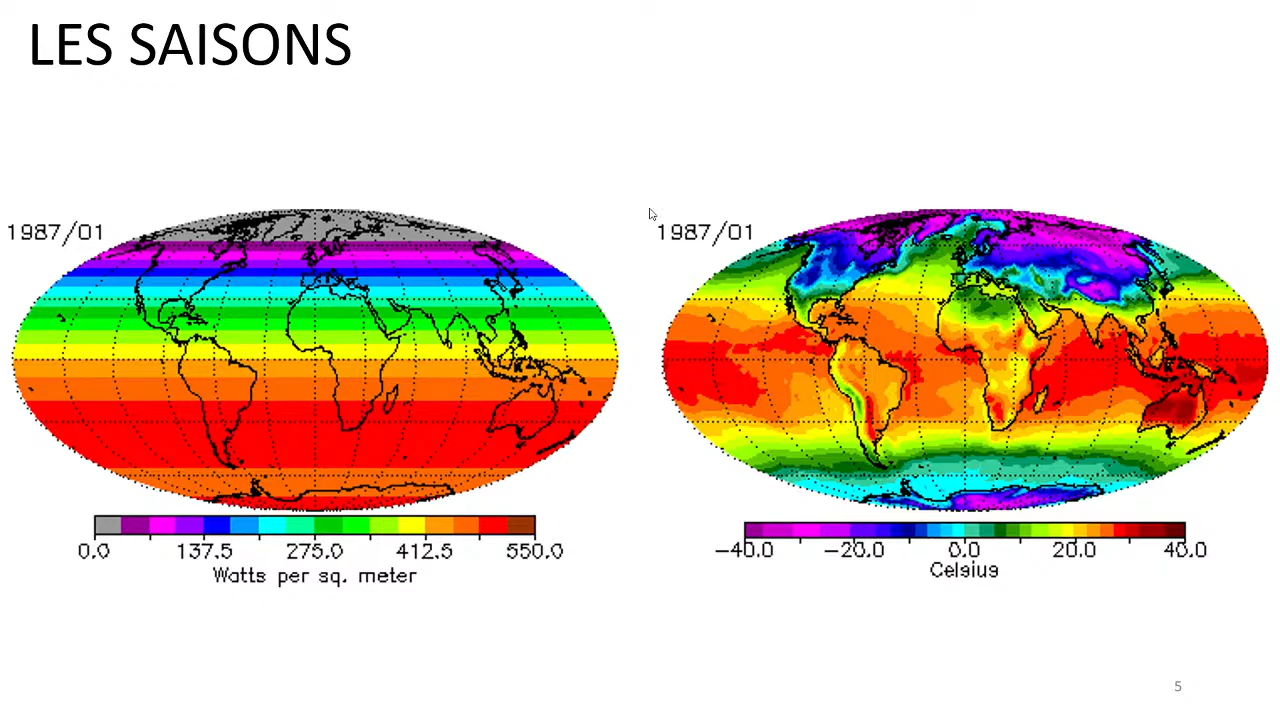 LES SAISONS
1987/01
1987/01
0.0 137.5 275.0 412.5 550.0
Watts per sq. meter
-40.0 -20.0 0.0 20.0 40.0
Celsius
5